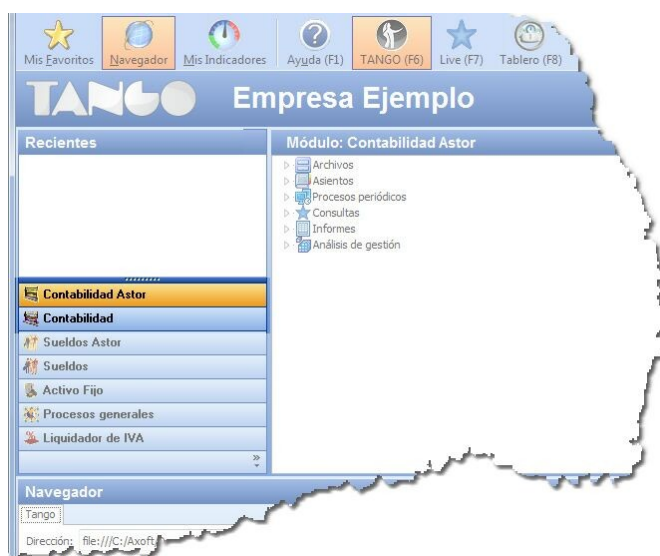 Mis Favoritos
Navegador
Mis Indicadores
Ayuda (F1)
TANGO (F6)
Live (F7)
Tablero (F8)
TANGO
Empresa Ejemplo
Recientes
Contabilidad Astor
Contabilidad
Sueldos Astor
Sueldos
Activo Fijo
Procesos generales
Liquidador de IVA
Módulo: Contabilidad Astor
Archivos
Asientos
Procesos periódicos
Consultas
Informes
Análisis de gestión
Navegador
Tango
Dirección: file:///C:/Axoft